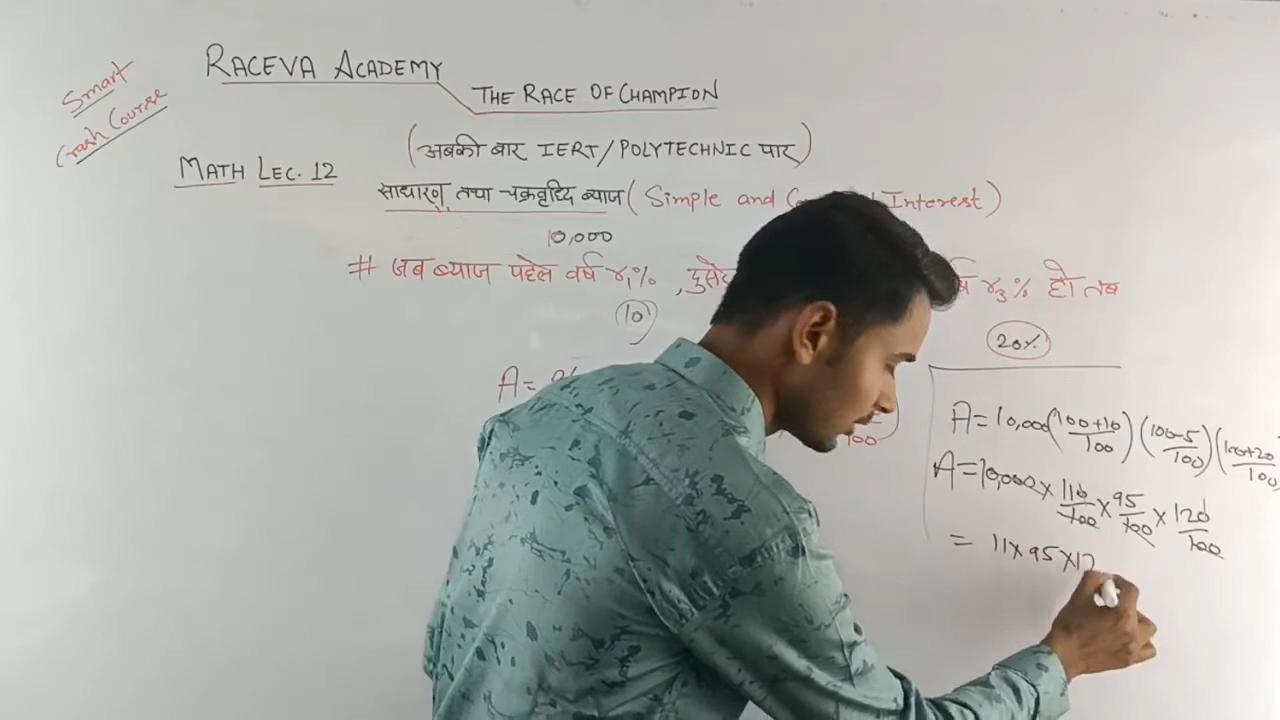 Smart
Crash Course
RACEVA ACADEMY
THE RACE OF CHAMPION
(अबकी बार IERT/POLYTECHNIC पार)
MATH LEC. 12
साधारण तथा चक्रवृध्दि ब्याज (Simple and Interest)
10,000
# जब ब्याज पहेल वर्ष r₁% , r₃% हो तब
10
20%
A =
100
A = 10,000 (100+10/100) (100-5/100) (100+20/100
A = 10,000 × 110/100 × 95/100 × 120/100
= 11 × 95 × 12